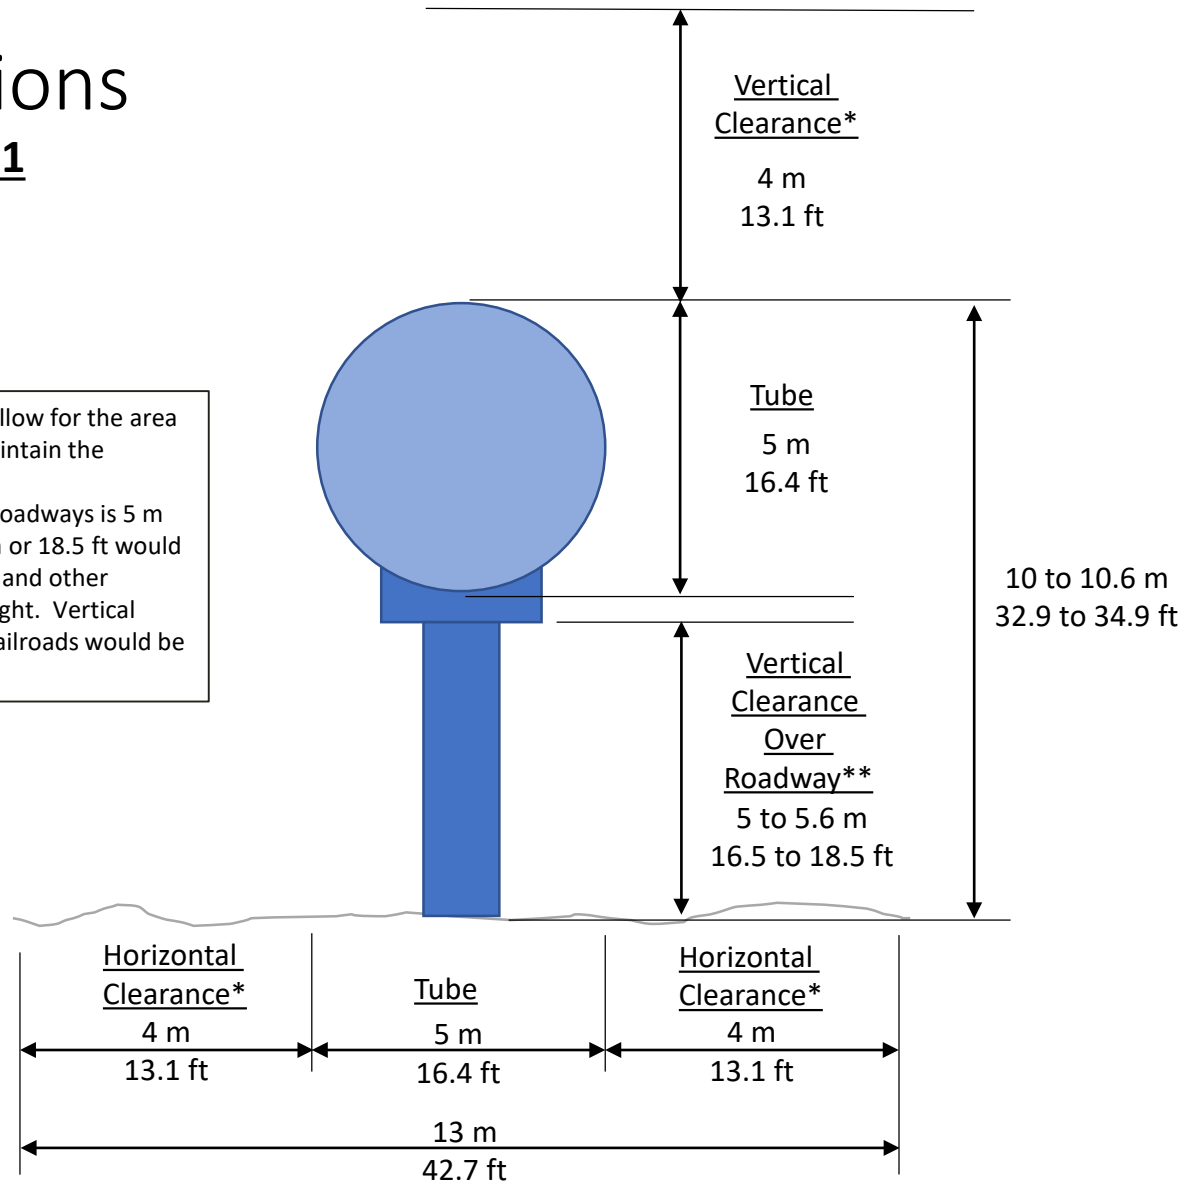 ions
1
llow for the area
intain the
oadways is 5 m
or 18.5 ft would
and other
ght. Vertical
ailroads would be
Vertical
Clearance*
4 m
13.1 ft
Tube
5 m
16.4 ft
10 to 10.6 m
32.9 to 34.9 ft
Vertical
Clearance
Over
Roadway**
5 to 5.6 m
16.5 to 18.5 ft
Horizontal
Clearance*
4 m
13.1 ft
Tube
5 m
16.4 ft
Horizontal
Clearance*
4 m
13.1 ft
13 m
42.7 ft